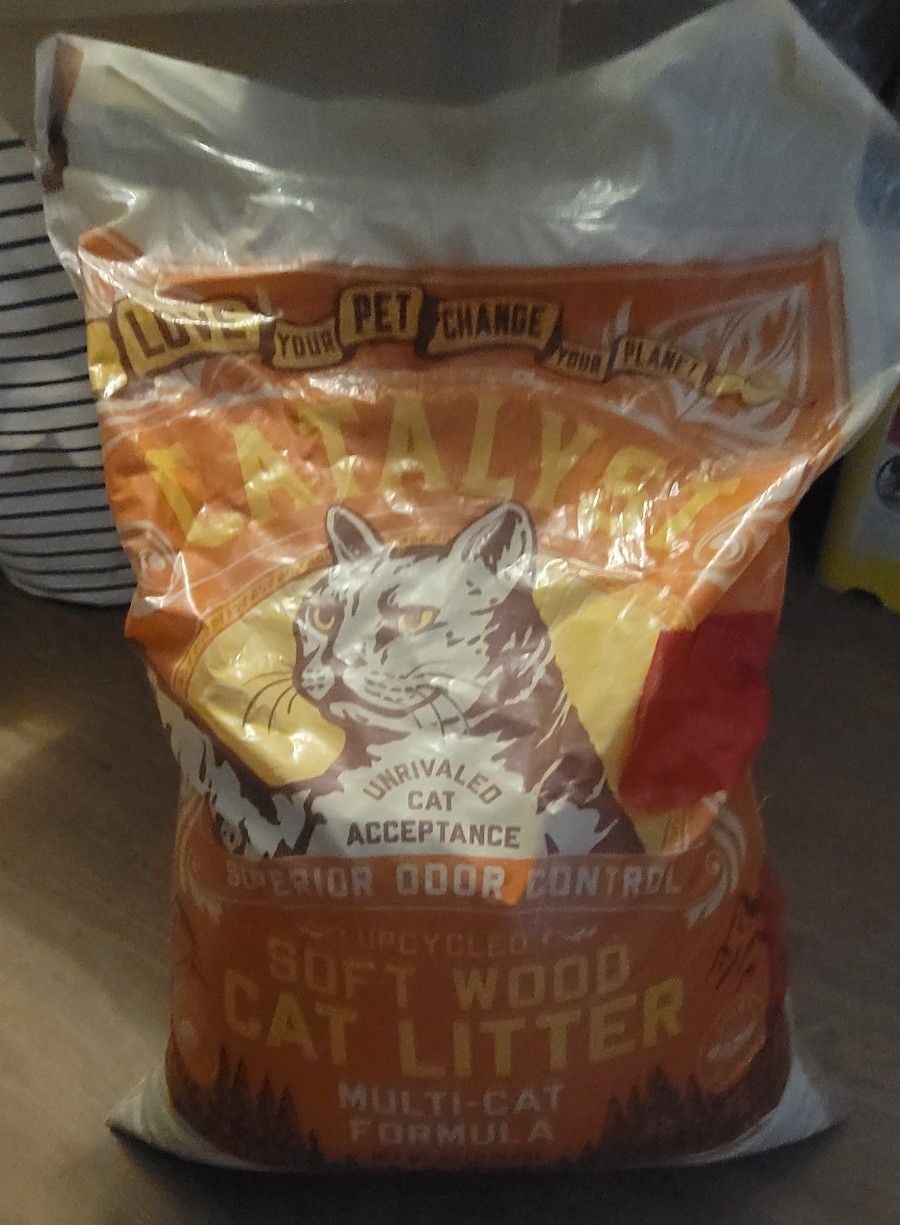 LOVE YOUR PET CHANGE YOUR PLANET
CATALYST
UNRIVALED
CAT
ACCEPTANCE
SUPERIOR ODOR CONTROL
UPCYCLED
SOFT WOOD
CAT LITTER
MULTI-CAT
FORMULA